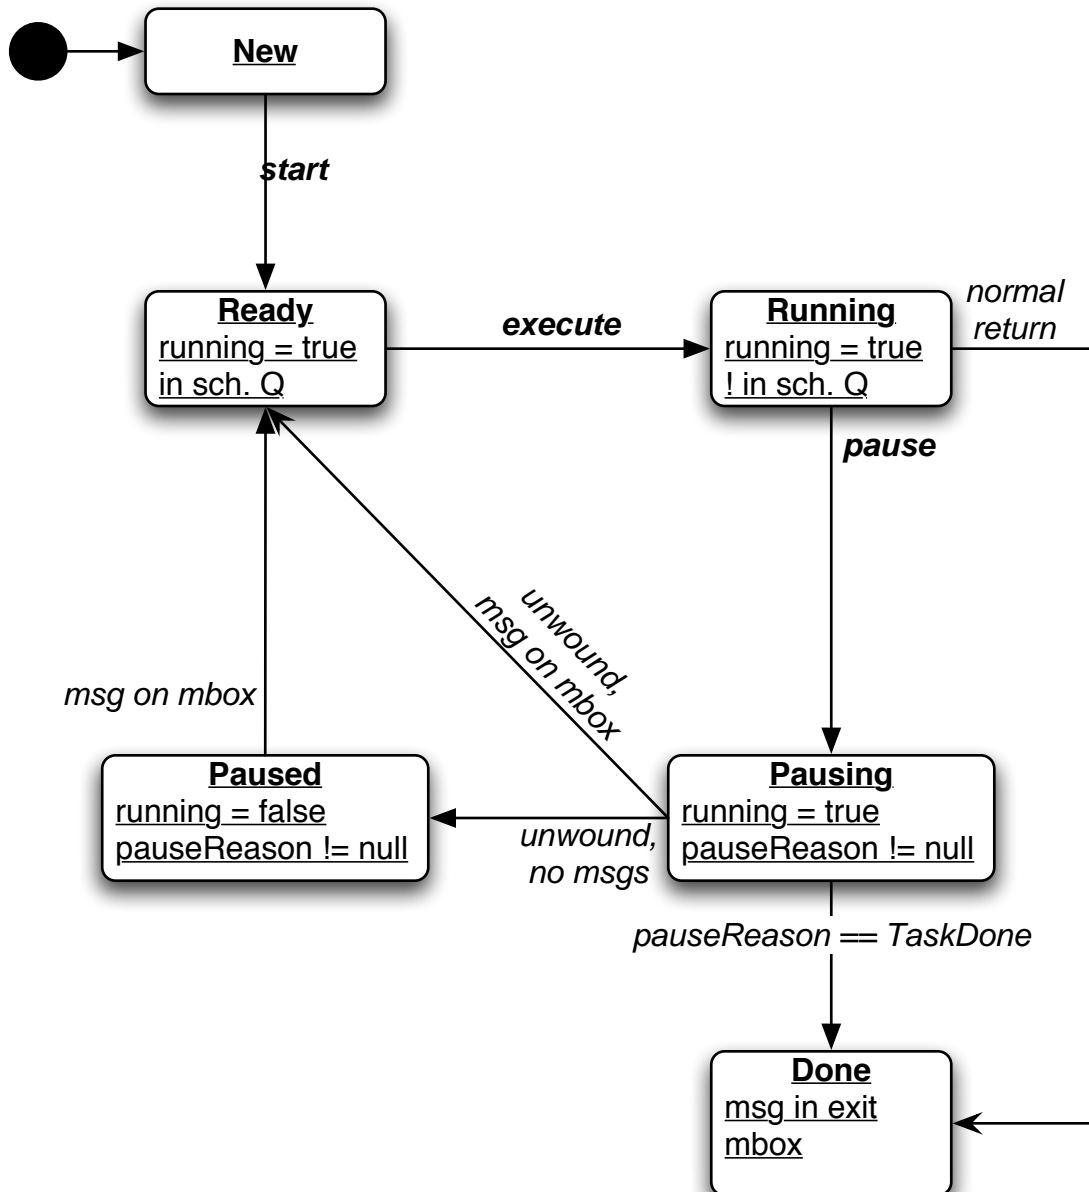 New
start
Ready
running = true
in sch. Q
execute
Running
running = true
! in sch. Q
normal
return
pause
unwound,
msg on mbox
msg on mbox
Paused
running = false
pauseReason != null
unwound,
no msgs
Pausing
running = true
pauseReason != null
pauseReason == TaskDone
Done
msg in exit
mbox